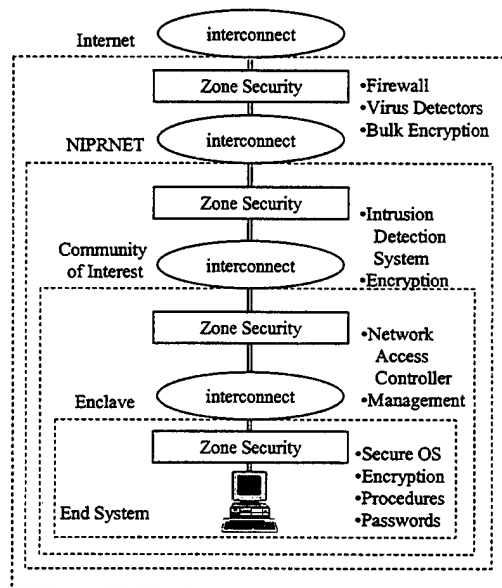 interconnect
Internet
Zone Security
•Firewall
•Virus Detectors
•Bulk Encryption
NIPRNET
interconnect
Zone Security
•Intrusion
Detection
System
•Encryption
Community
of Interest
interconnect
Zone Security
•Network
Access
Controller
•Management
Enclave
interconnect
Zone Security
•Secure OS
•Encryption
•Procedures
•Passwords
End System